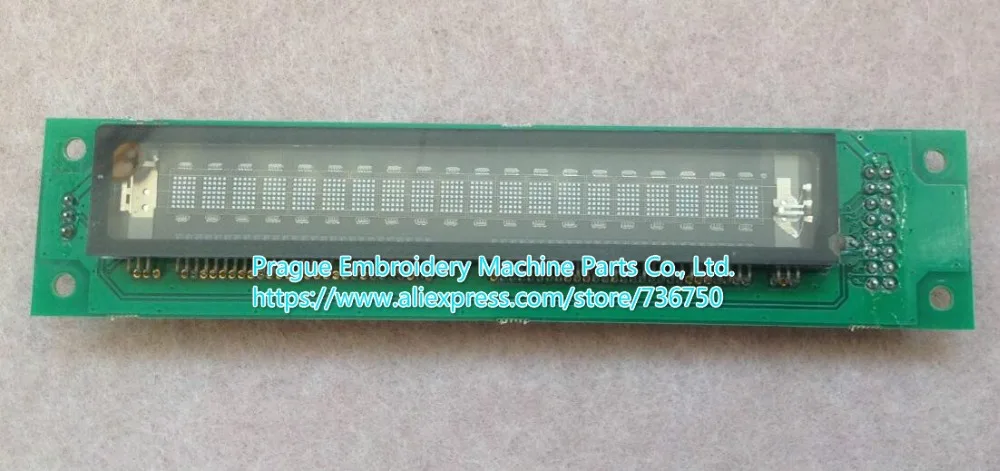 Prague Embroidery Machine Parts Co., Ltd.
https://www.aliexpress.com/store/736750